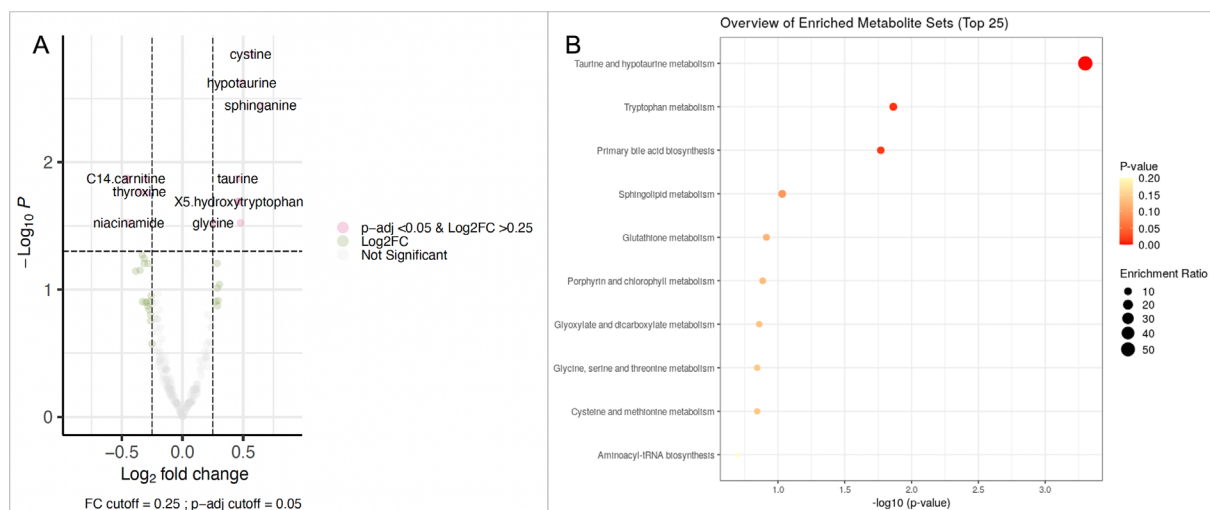 A
cystine
hypotaurine
sphinganine
2
C14.carnitine
taurine
thyroxine
X5.hydroxytryptophan
niacinamide
glycine
1
0
−Log10 P
−0.5
0.0
0.5
Log2 fold change
FC cutoff = 0.25 ; p−adj cutoff = 0.05
p−adj <0.05 & Log2FC >0.25
Log2FC
Not Significant
B
Overview of Enriched Metabolite Sets (Top 25)
Taurine and hypotaurine metabolism
Tryptophan metabolism
Primary bile acid biosynthesis
Sphingolipid metabolism
Glutathione metabolism
Porphyrin and chlorophyll metabolism
Glyoxylate and dicarboxylate metabolism
Glycine, serine and threonine metabolism
Cysteine and methionine metabolism
Aminoacyl-tRNA biosynthesis
1.0
1.5
2.0
2.5
3.0
-log10 (p-value)
P-value
0.20
0.15
0.10
0.05
0.00
Enrichment Ratio
10
20
30
40
50